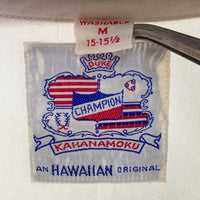 WASHABLE
M
15-15½
DUKE
CHAMPION
KAHANAMOKU
AN HAWAIIAN ORIGINAL